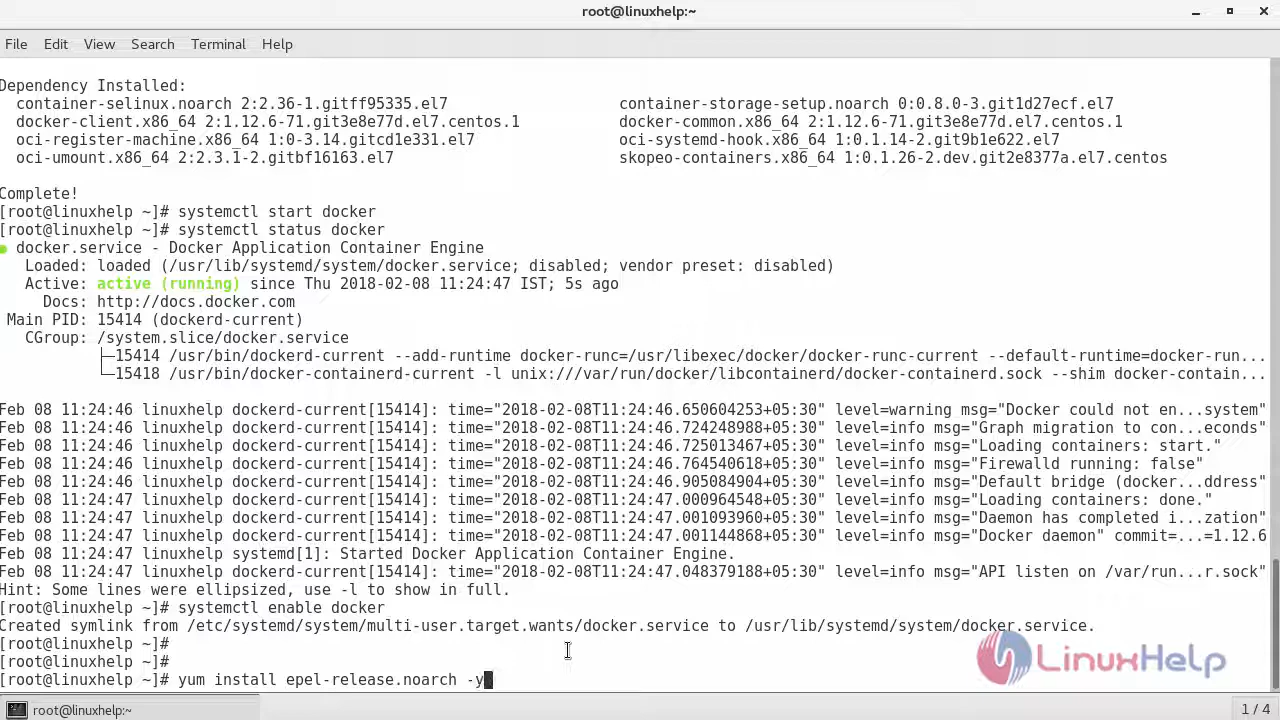 root@linuxhelp:~
File Edit View Search Terminal Help
Dependency Installed:
container-selinux.noarch 2:2.36-1.gitff95335.el7 container-storage-setup.noarch 0:0.8.0-3.git1d27ecf.el7
docker-client.x86_64 2:1.12.6-71.git3e8e77d.el7.centos.1 docker-common.x86_64 2:1.12.6-71.git3e8e77d.el7.centos.1
oci-register-machine.x86_64 1:0-3.14.gitcd1e331.el7 oci-systemd-hook.x86_64 1:0.1.14-2.git9b1e622.el7
oci-umount.x86_64 2:2.3.1-2.gitbf16163.el7 skopeo-containers.x86_64 1:0.1.26-2.dev.git2e8377a.el7.centos
Complete!
[root@linuxhelp ~]# systemctl start docker
[root@linuxhelp ~]# systemctl status docker
● docker.service - Docker Application Container Engine
Loaded: loaded (/usr/lib/systemd/system/docker.service; disabled; vendor preset: disabled)
Active: active (running) since Thu 2018-02-08 11:24:47 IST; 5s ago
Docs: http://docs.docker.com
Main PID: 15414 (dockerd-current)
CGroup: /system.slice/docker.service
├─15414 /usr/bin/dockerd-current --add-runtime docker-runc=/usr/libexec/docker/docker-runc-current --default-runtime=docker-run...
└─15418 /usr/bin/docker-containerd-current -l unix:///var/run/docker/libcontainerd/docker-containerd.sock --shim docker-contain...
Feb 08 11:24:46 linuxhelp dockerd-current[15414]: time="2018-02-08T11:24:46.650604253+05:30" level=warning msg="Docker could not en...system"
Feb 08 11:24:46 linuxhelp dockerd-current[15414]: time="2018-02-08T11:24:46.724248988+05:30" level=info msg="Graph migration to con...econds"
Feb 08 11:24:46 linuxhelp dockerd-current[15414]: time="2018-02-08T11:24:46.725013467+05:30" level=info msg="Loading containers: start."
Feb 08 11:24:46 linuxhelp dockerd-current[15414]: time="2018-02-08T11:24:46.764540618+05:30" level=info msg="Firewalld running: false"
Feb 08 11:24:46 linuxhelp dockerd-current[15414]: time="2018-02-08T11:24:46.905084904+05:30" level=info msg="Default bridge (docker...ddress"
Feb 08 11:24:47 linuxhelp dockerd-current[15414]: time="2018-02-08T11:24:47.000964548+05:30" level=info msg="Loading containers: done."
Feb 08 11:24:47 linuxhelp dockerd-current[15414]: time="2018-02-08T11:24:47.001093960+05:30" level=info msg="Daemon has completed i...zation"
Feb 08 11:24:47 linuxhelp dockerd-current[15414]: time="2018-02-08T11:24:47.001144868+05:30" level=info msg="Docker daemon" commit=...=1.12.6
Feb 08 11:24:47 linuxhelp systemd[1]: Started Docker Application Container Engine.
Feb 08 11:24:47 linuxhelp dockerd-current[15414]: time="2018-02-08T11:24:47.048379188+05:30" level=info msg="API listen on /var/run...r.sock"
Hint: Some lines were ellipsized, use -l to show in full.
[root@linuxhelp ~]# systemctl enable docker
Created symlink from /etc/systemd/system/multi-user.target.wants/docker.service to /usr/lib/systemd/system/docker.service.
[root@linuxhelp ~]#
[root@linuxhelp ~]#
[root@linuxhelp ~]# yum install epel-release.noarch -y
LinuxHelp
root@linuxhelp:~ 1 / 4